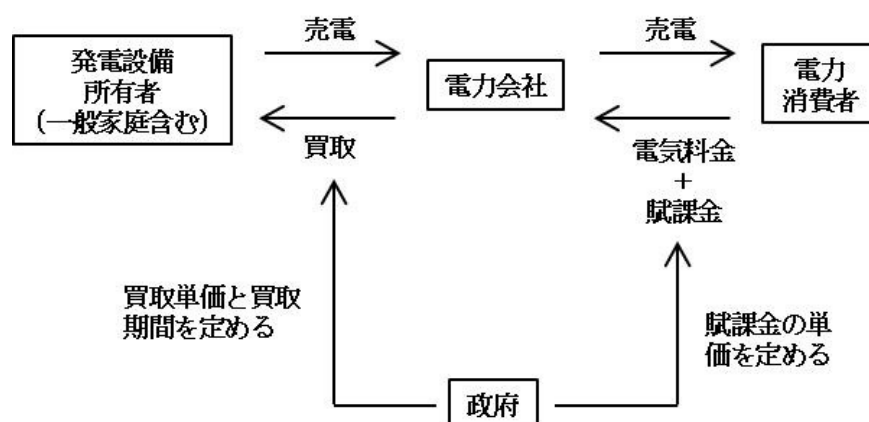 売電
売電
発電設備
所有者
(一般家庭含む)
電力会社
電力
消費者
買取
電気料金
+
賦課金
買取単価と買取
期間を定める
賦課金の単
価を定める
政府